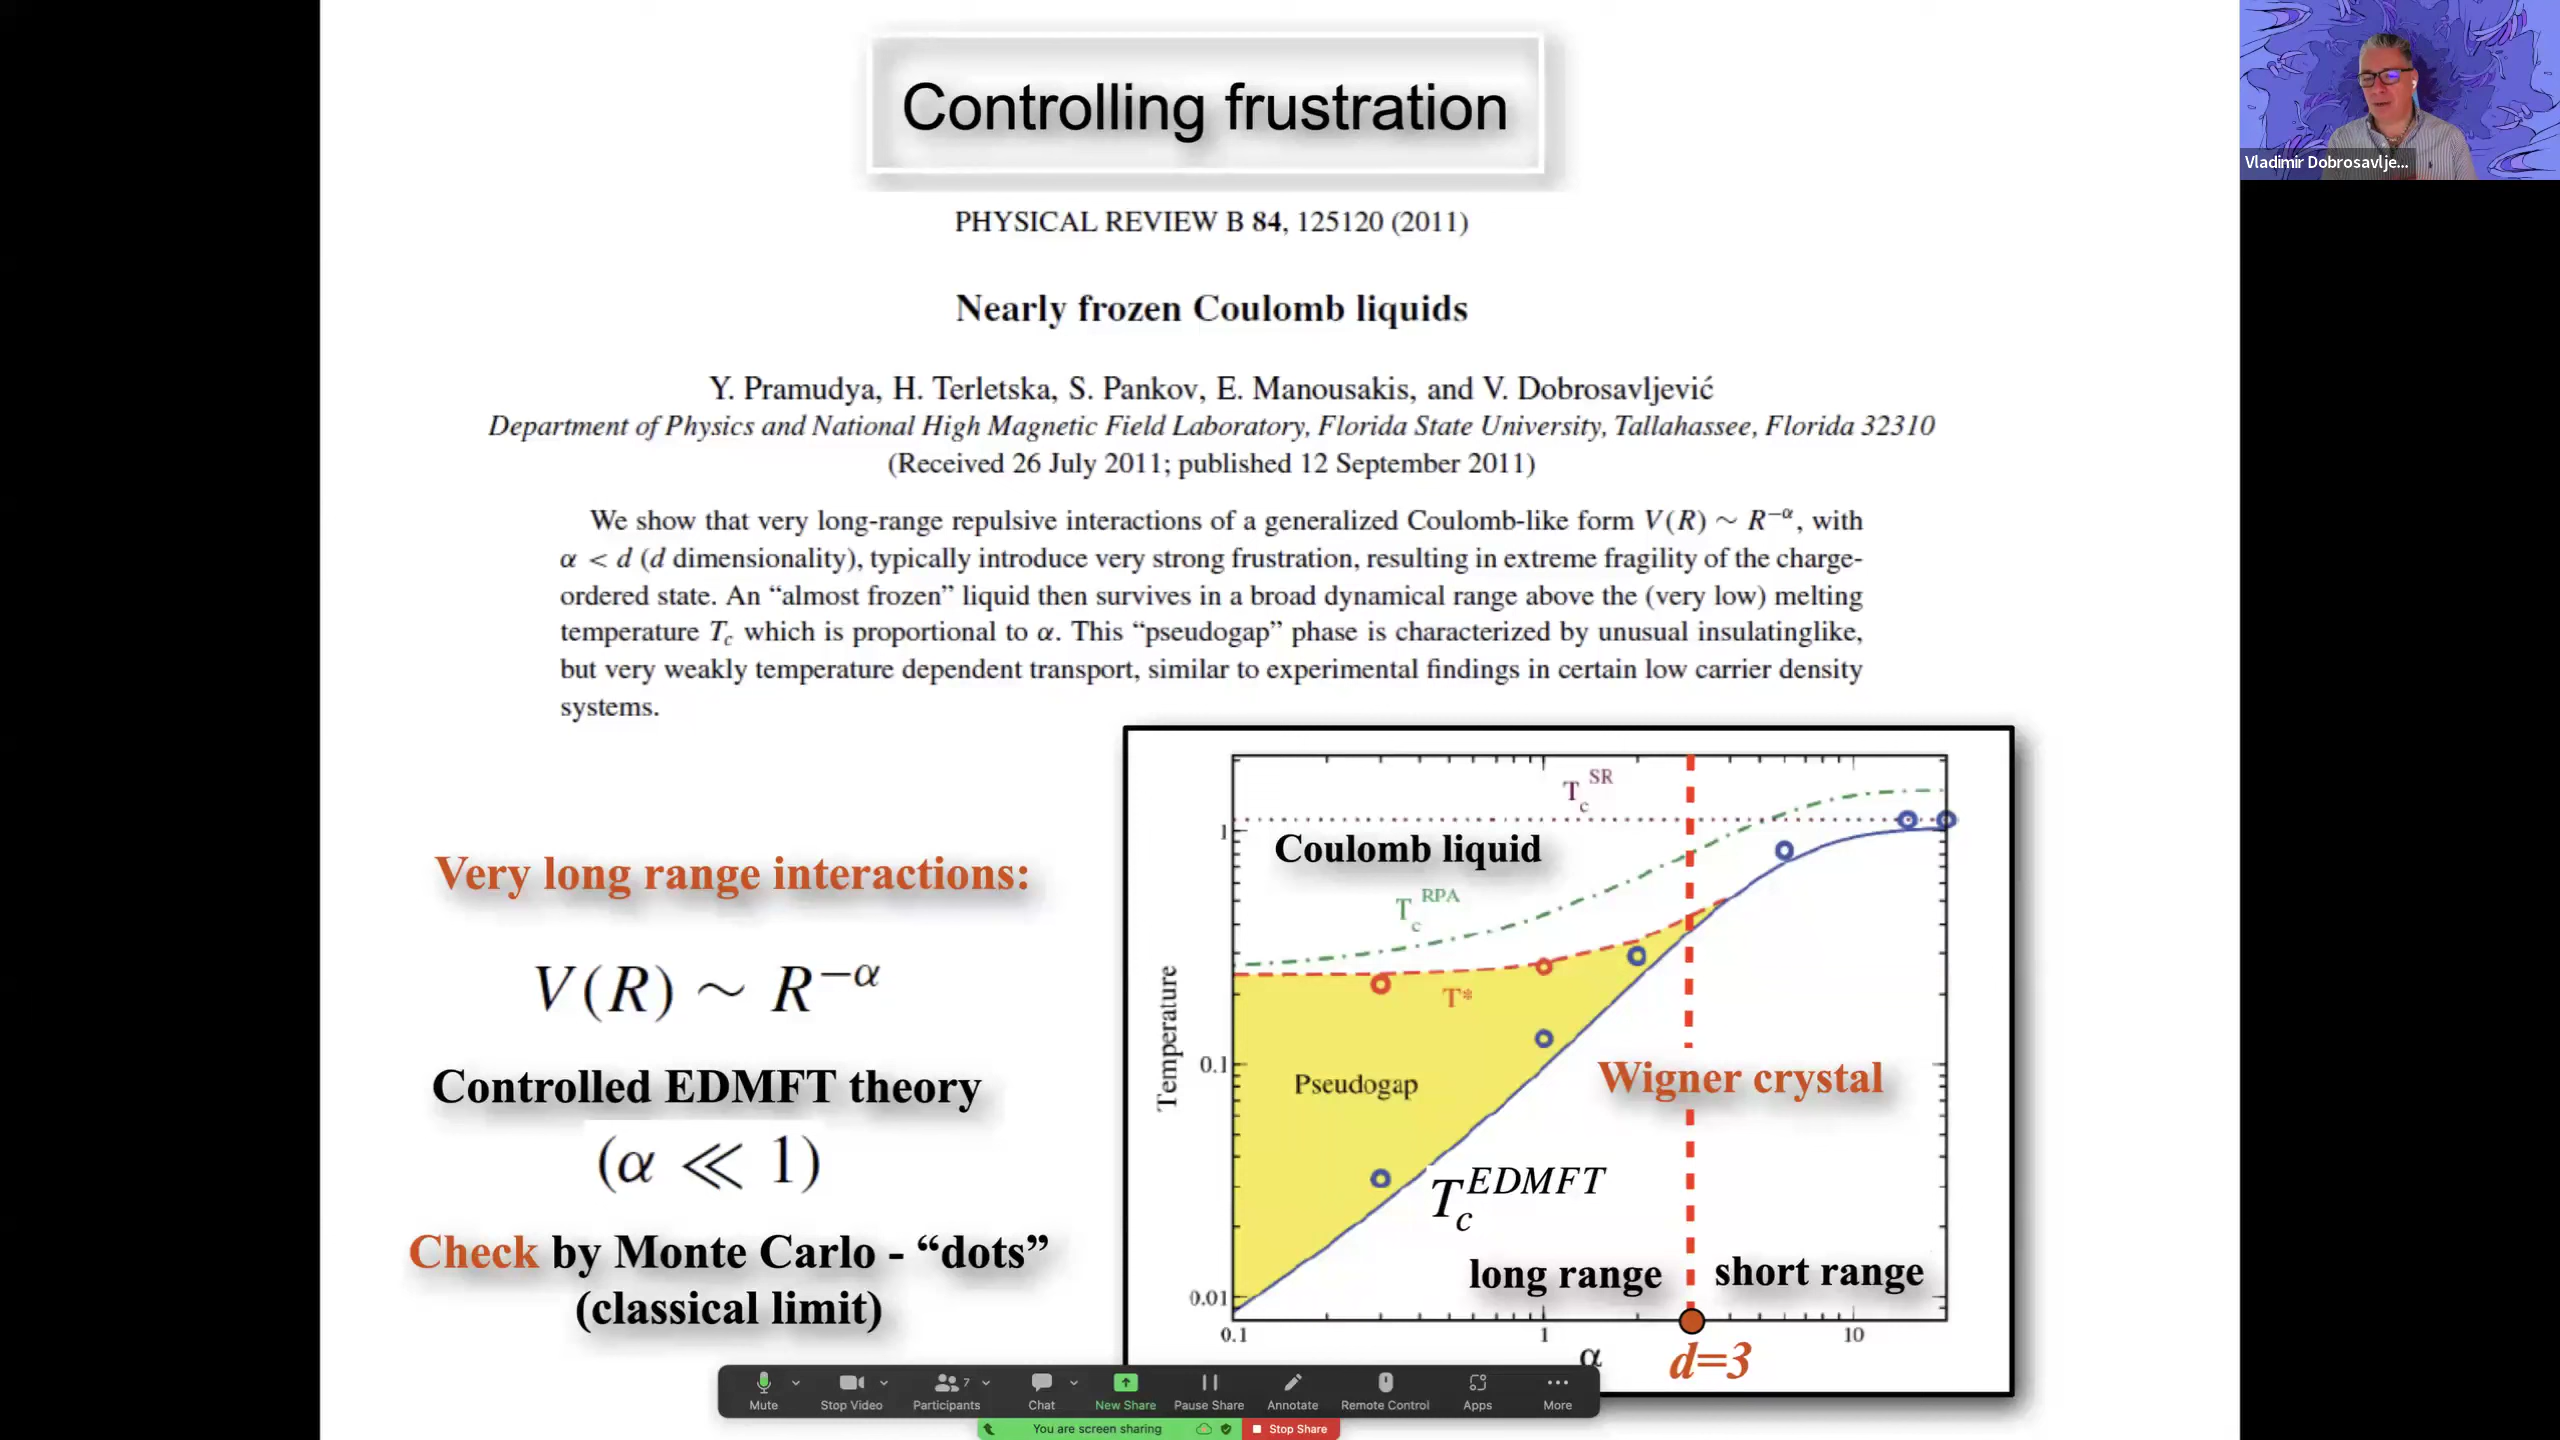 Controlling frustration
Vladimir Dobrosavlje...
PHYSICAL REVIEW B 84, 125120 (2011)
Nearly frozen Coulomb liquids
Y. Pramudya, H. Terletska, S. Pankov, E. Manousakis, and V. Dobrosavljević
Department of Physics and National High Magnetic Field Laboratory, Florida State University, Tallahassee, Florida 32310
(Received 26 July 2011; published 12 September 2011)
We show that very long-range repulsive interactions of a generalized Coulomb-like form V(R) ∼ R^−α, with
α < d (d dimensionality), typically introduce very strong frustration, resulting in extreme fragility of the charge-
ordered state. An “almost frozen” liquid then survives in a broad dynamical range above the (very low) melting
temperature T_c which is proportional to α. This “pseudogap” phase is characterized by unusual insulatinglike,
but very weakly temperature dependent transport, similar to experimental findings in certain low carrier density
systems.
Very long range interactions:
V(R) ∼ R^−α
Controlled EDMFT theory
(α ≪ 1)
Check by Monte Carlo - “dots”
(classical limit)
T_c^SR
1
Coulomb liquid
T_c^RPA
T*
Temperature
0.1
Pseudogap
Wigner crystal
T_c^EDMFT
long range
short range
0.01
0.1
1
10
α
d=3
Mute
Stop Video
7
Participants
Chat
New Share
Pause Share
Annotate
Remote Control
Apps
More
You are screen sharing
Stop Share